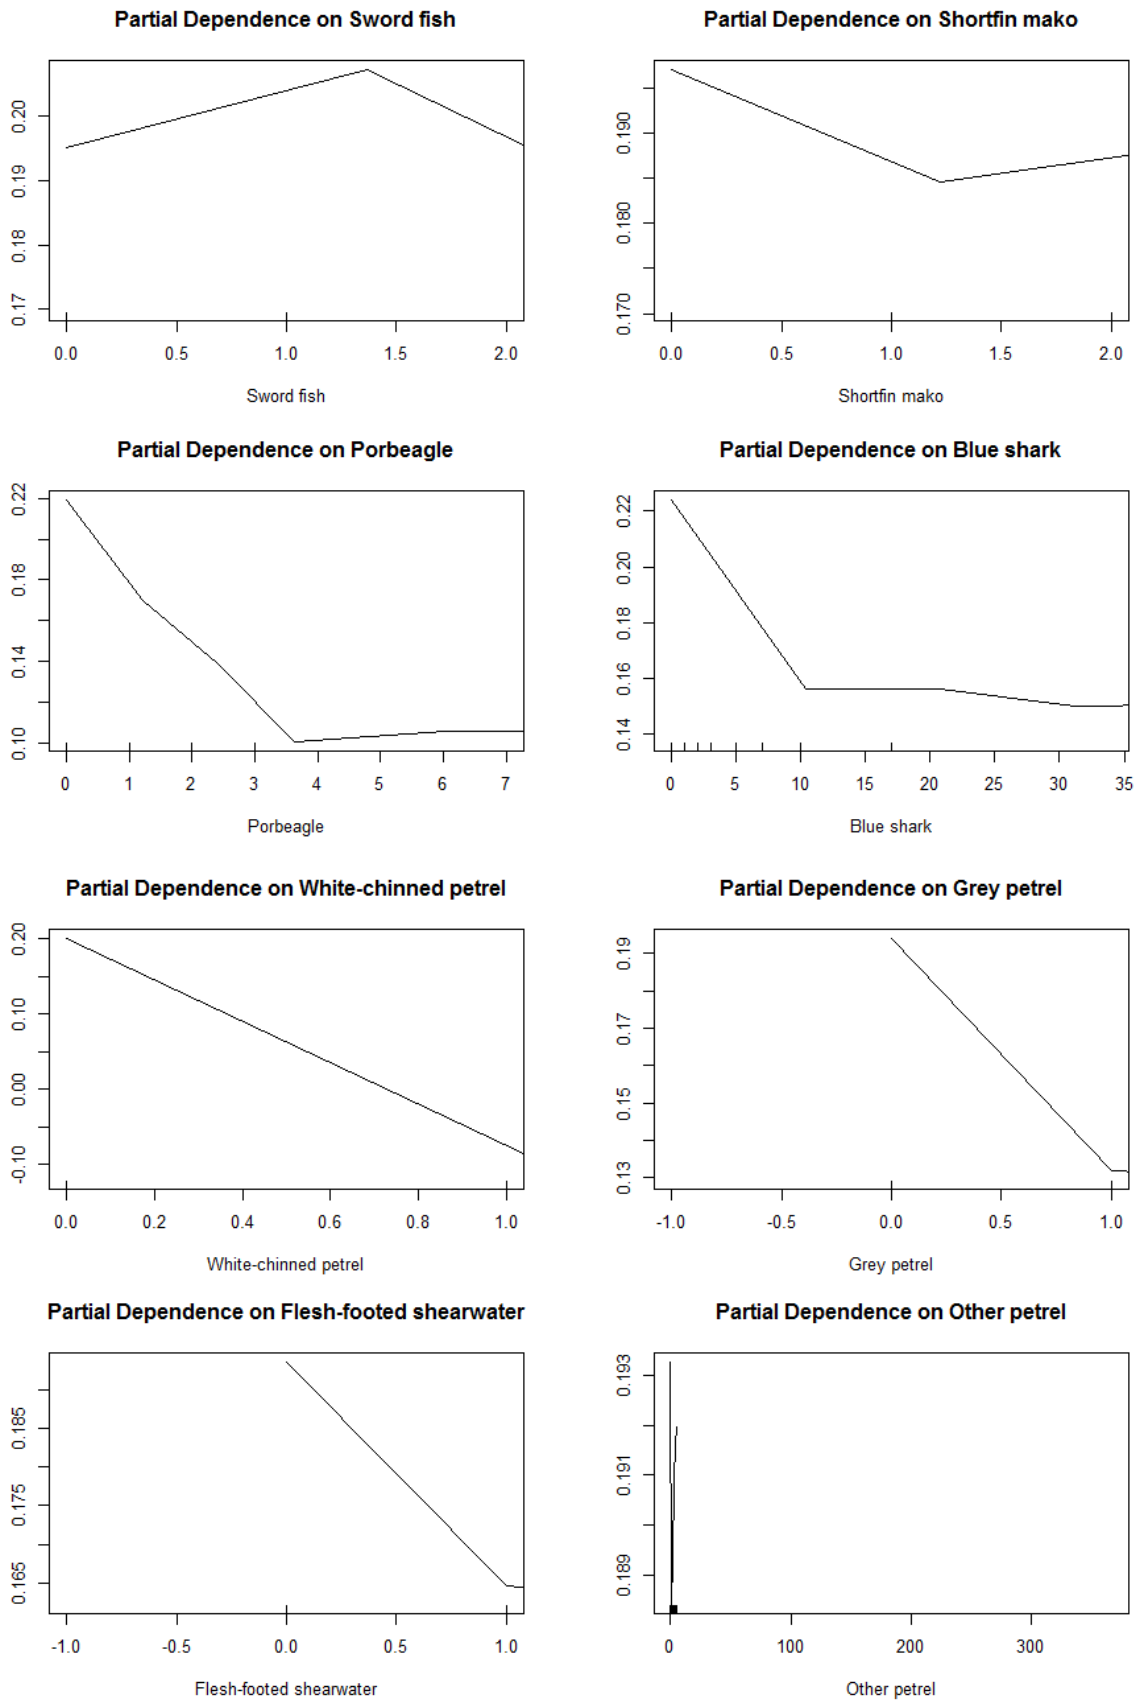 Partial Dependence on Sword fish
0.20
0.19
0.18
0.17
0.0 0.5 1.0 1.5 2.0
Sword fish
Partial Dependence on Shortfin mako
0.190
0.180
0.170
0.0 0.5 1.0 1.5 2.0
Shortfin mako
Partial Dependence on Porbeagle
0.22
0.18
0.14
0.10
0 1 2 3 4 5 6 7
Porbeagle
Partial Dependence on Blue shark
0.22
0.20
0.18
0.16
0.14
0 5 10 15 20 25 30 35
Blue shark
Partial Dependence on White-chinned petrel
0.20
0.10
0.00
-0.10
0.0 0.2 0.4 0.6 0.8 1.0
White-chinned petrel
Partial Dependence on Grey petrel
0.19
0.17
0.15
0.13
-1.0 -0.5 0.0 0.5 1.0
Grey petrel
Partial Dependence on Flesh-footed shearwater
0.185
0.175
0.165
-1.0 -0.5 0.0 0.5 1.0
Flesh-footed shearwater
Partial Dependence on Other petrel
0.193
0.191
0.189
0 100 200 300
Other petrel